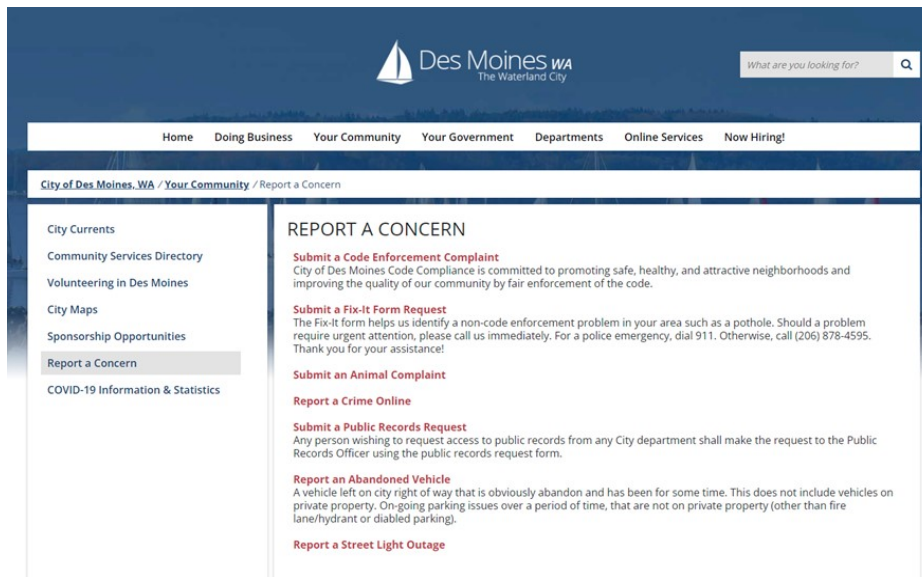 Des Moines WA
The Waterland City
What are you looking for?
Home Doing Business Your Community Your Government Departments Online Services Now Hiring!
City of Des Moines, WA / Your Community / Report a Concern
City Currents
Community Services Directory
Volunteering in Des Moines
City Maps
Sponsorship Opportunities
Report a Concern
COVID-19 Information & Statistics
REPORT A CONCERN
Submit a Code Enforcement Complaint
City of Des Moines Code Compliance is committed to promoting safe, healthy, and attractive neighborhoods and
improving the quality of our community by fair enforcement of the code.
Submit a Fix-It Form Request
The Fix-It form helps us identify a non-code enforcement problem in your area such as a pothole. Should a problem
require urgent attention, please call us immediately. For a police emergency, dial 911. Otherwise, call (206) 878-4595.
Thank you for your assistance!
Submit an Animal Complaint
Report a Crime Online
Submit a Public Records Request
Any person wishing to request access to public records from any City department shall make the request to the Public
Records Officer using the public records request form.
Report an Abandoned Vehicle
A vehicle left on city right of way that is obviously abandon and has been for some time. This does not include vehicles on
private property. On-going parking issues over a period of time, that are not on private property (other than fire
lane/hydrant or diabled parking).
Report a Street Light Outage